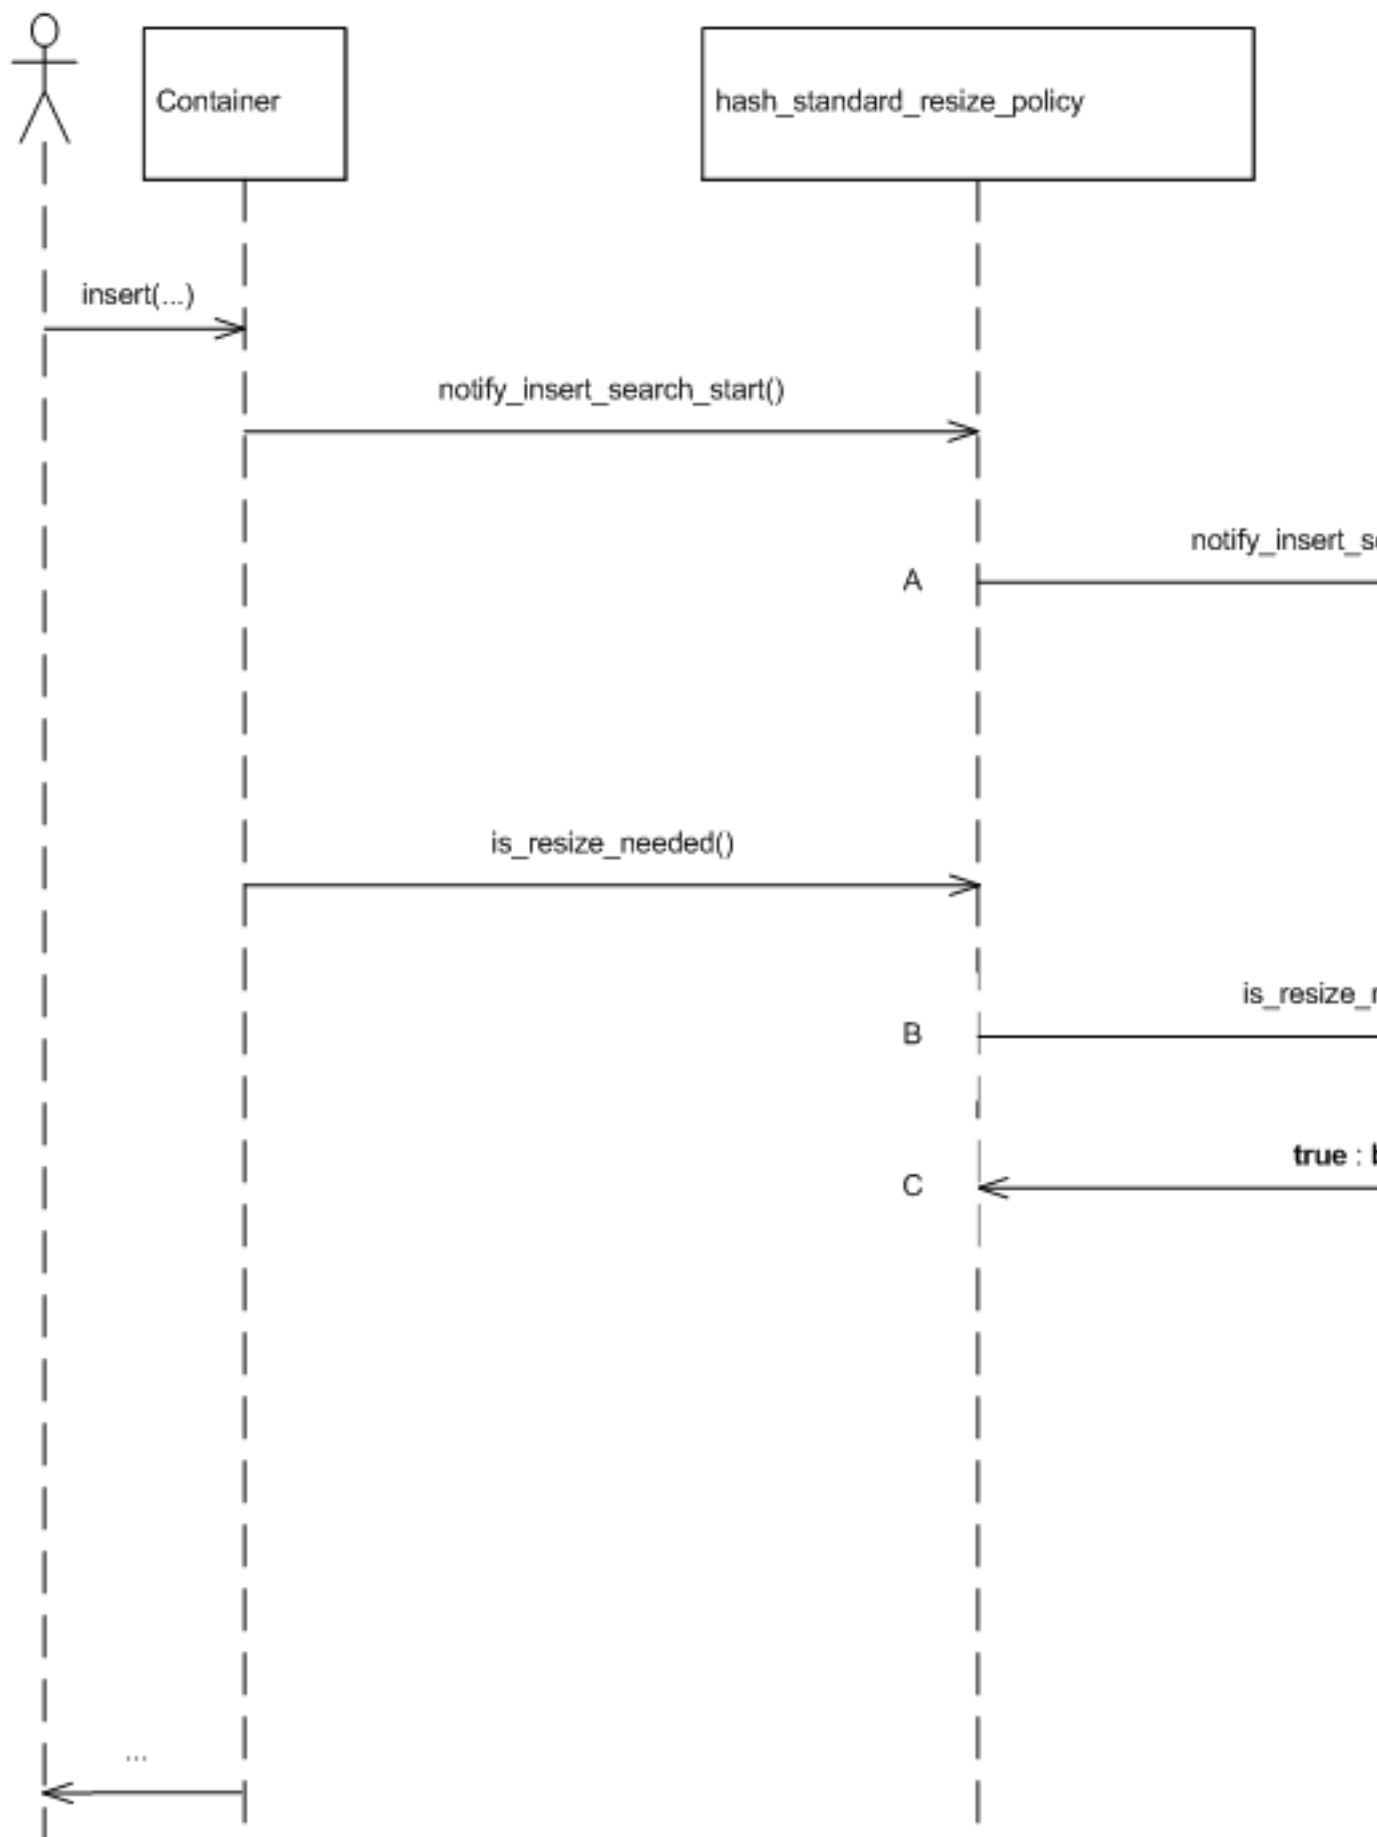 Container
hash_standard_resize_policy
insert(...)
notify_insert_search_start()
notify_insert_s
A
is_resize_needed()
is_resize_
B
true :
C
...